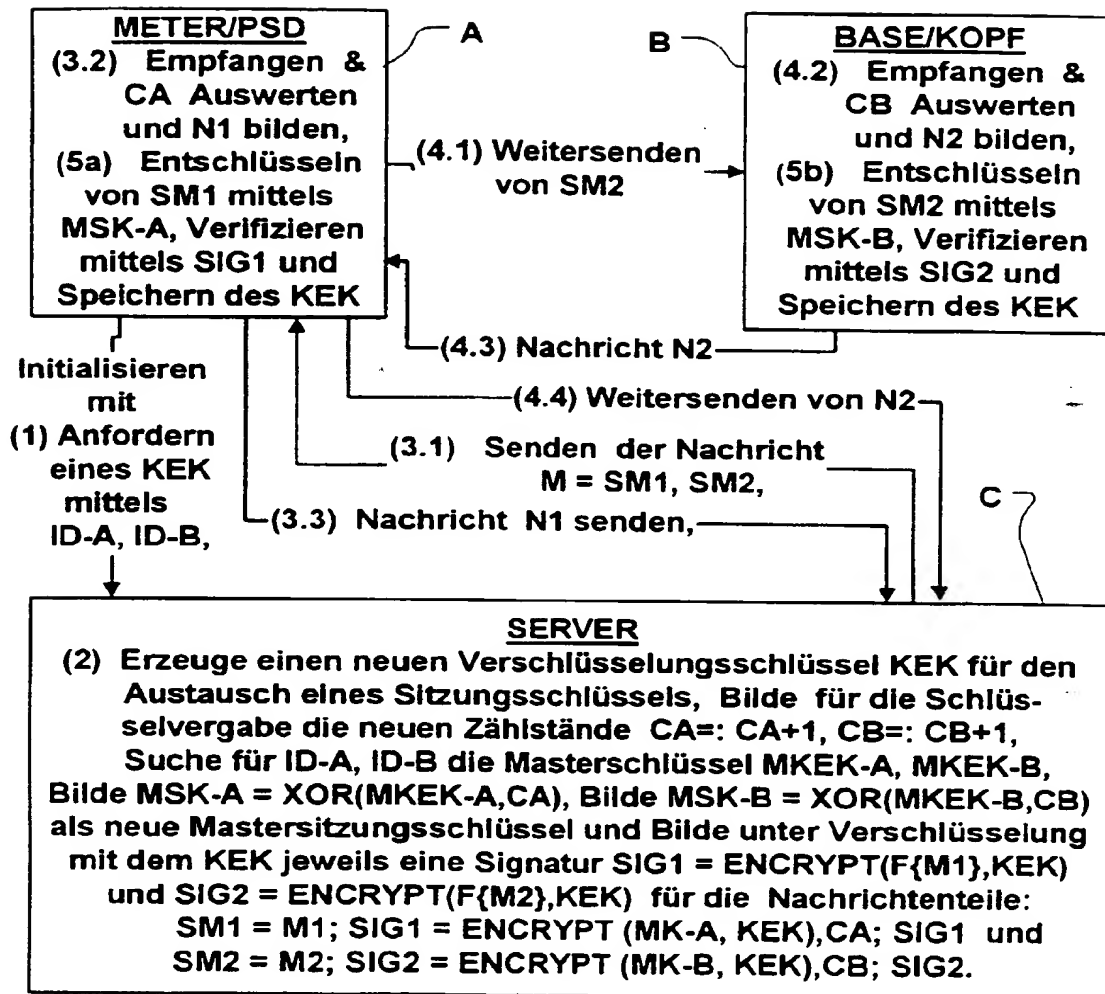 METER/PSD
(3.2) Empfangen &
CA Auswerten
und N1 bilden,
(5a) Entschlüsseln
von SM1 mittels
MSK-A, Verifizieren
mittels SIG1 und
Speichern des KEK
A
B
BASE/KOPF
(4.2) Empfangen &
CB Auswerten
und N2 bilden,
(5b) Entschlüsseln
von SM2 mittels
MSK-B, Verifizieren
mittels SIG2 und
Speichern des KEK
(4.1) Weitersenden
von SM2
(4.3) Nachricht N2
(4.4) Weitersenden von N2
Initialisieren
mit
(1) Anfordern
eines KEK
mittels
ID-A, ID-B,
(3.1) Senden der Nachricht
M = SM1, SM2,
(3.3) Nachricht N1 senden,
C
SERVER
(2) Erzeuge einen neuen Verschlüsselungsschlüssel KEK für den
Austausch eines Sitzungsschlüssels, Bilde für die Schlüs-
selvergabe die neuen Zählstände CA=: CA+1, CB=: CB+1,
Suche für ID-A, ID-B die Masterschlüssel MKEK-A, MKEK-B,
Bilde MSK-A = XOR(MKEK-A,CA), Bilde MSK-B = XOR(MKEK-B,CB)
als neue Mastersitzungsschlüssel und Bilde unter Verschlüsselung
mit dem KEK jeweils eine Signatur SIG1 = ENCRYPT(F{M1},KEK)
und SIG2 = ENCRYPT(F{M2},KEK) für die Nachrichtenteile:
SM1 = M1; SIG1 = ENCRYPT (MK-A, KEK),CA; SIG1 und
SM2 = M2; SIG2 = ENCRYPT (MK-B, KEK),CB; SIG2.